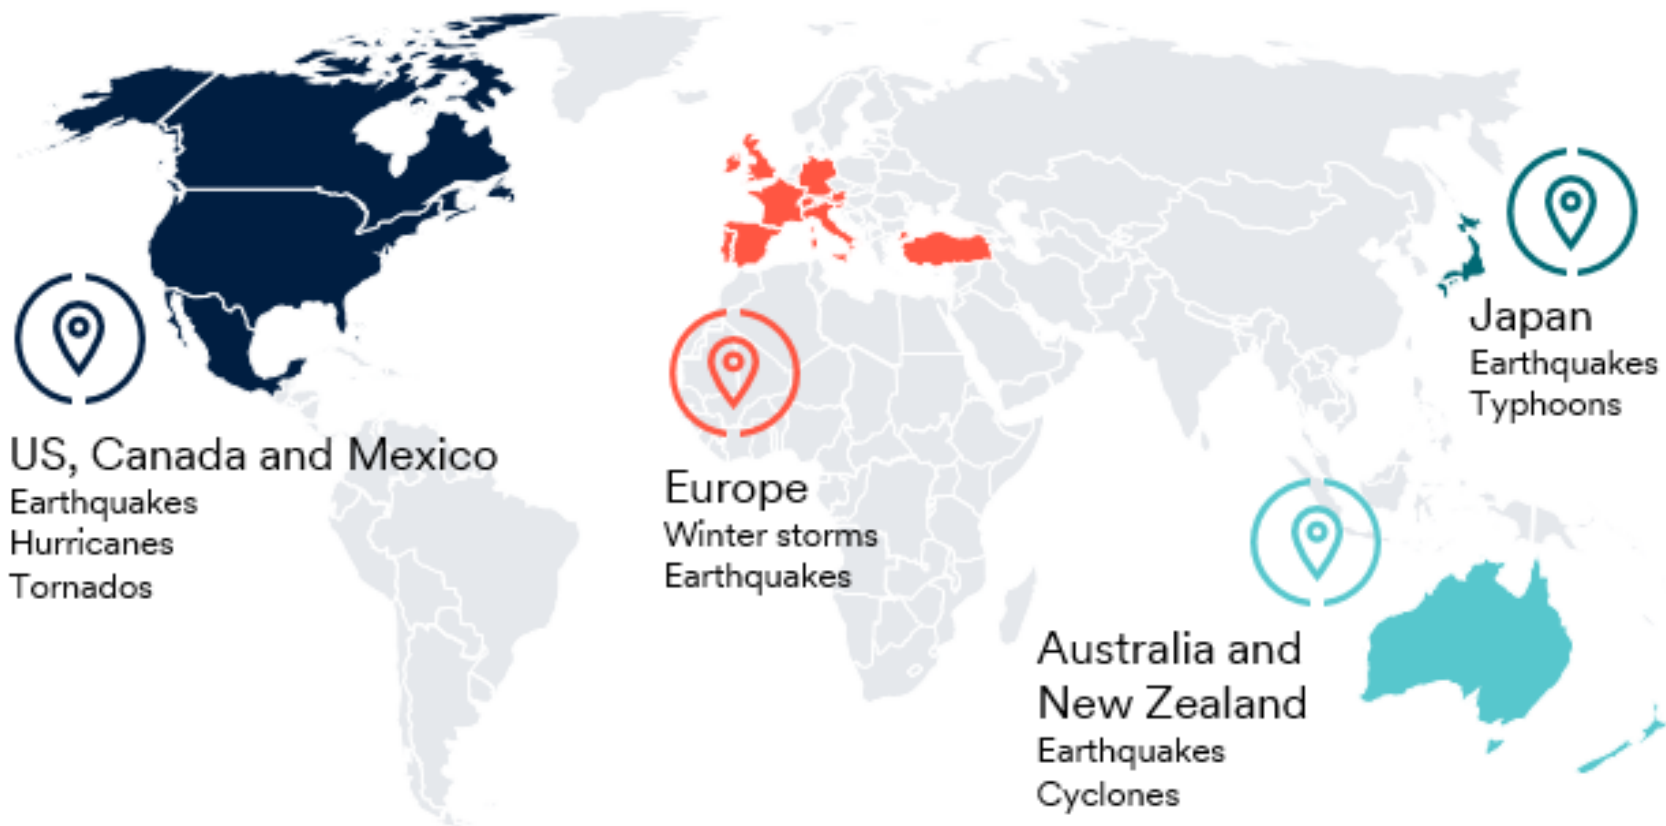 US, Canada and Mexico
Earthquakes
Hurricanes
Tornados
Europe
Winter storms
Earthquakes
Australia and
New Zealand
Earthquakes
Cyclones
Japan
Earthquakes
Typhoons